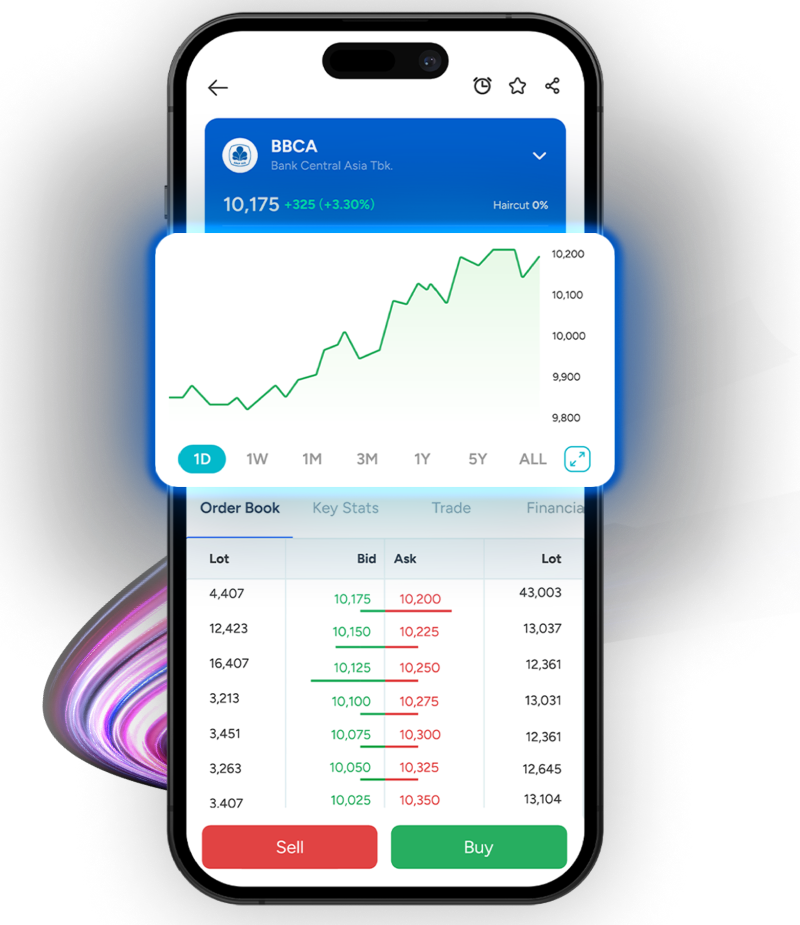 BBCA
Bank Central Asia Tbk.
10,175 +325 (+3.30%) Haircut 0%
10,200
10,100
10,000
9,900
9,800
1D 1W 1M 3M 1Y 5Y ALL
Order Book Key Stats Trade Financia
Lot Bid Ask Lot
4,407 10,175 10,200 43,003
12,423 10,150 10,225 13,037
16,407 10,125 10,250 12,361
3,213 10,100 10,275 13,031
3,451 10,075 10,300 12,361
3,263 10,050 10,325 12,645
3.407 10,025 10,350 13,104
Sell Buy